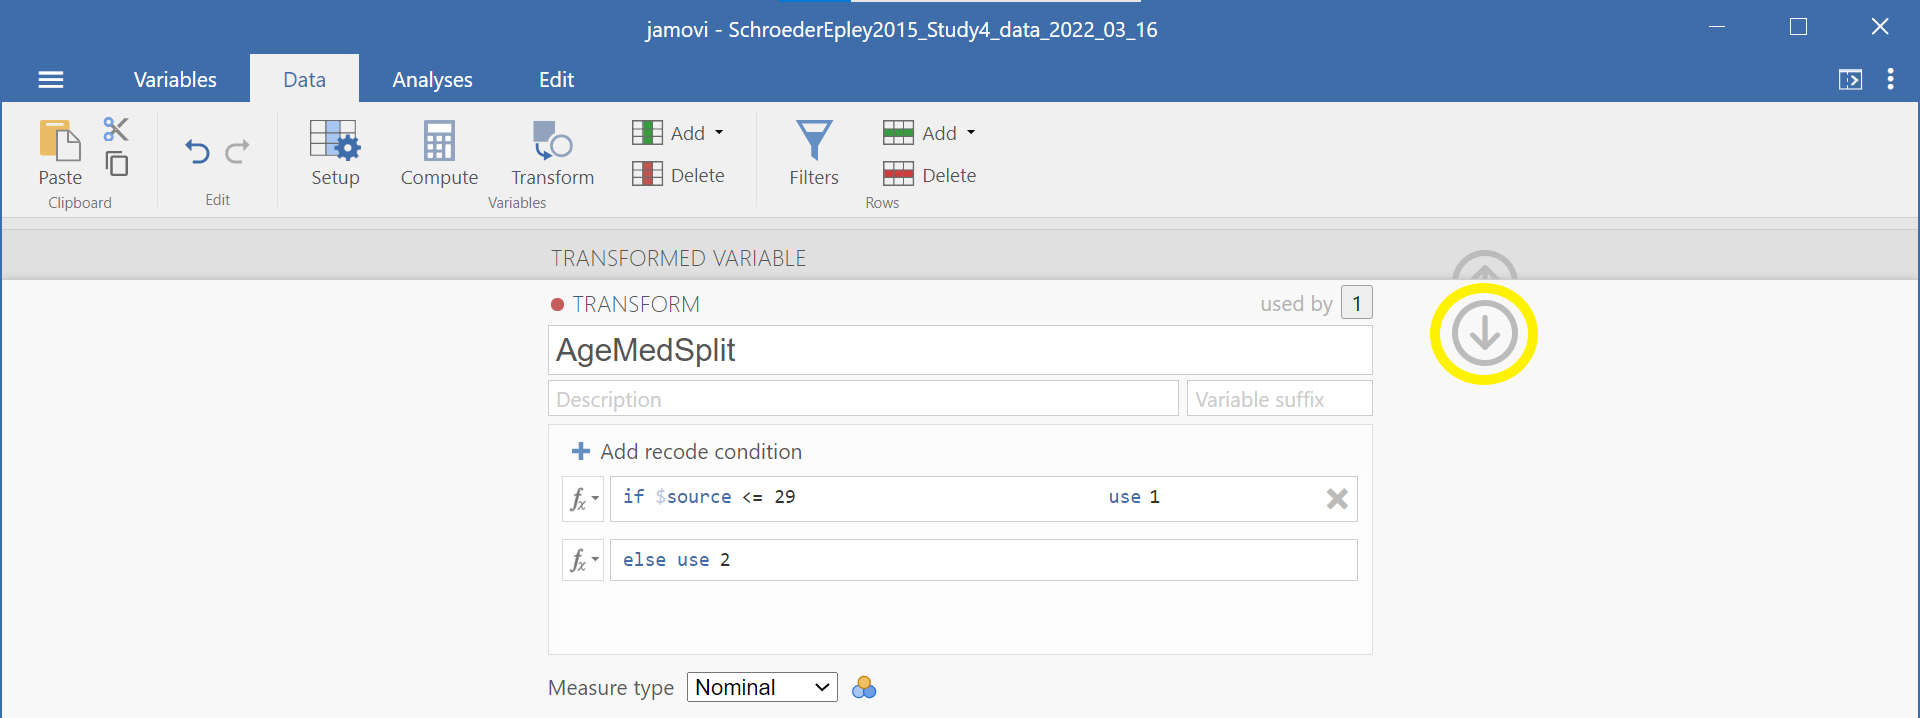 jamovi - SchroederEpley2015_Study4_data_2022_03_16
Variables Data Analyses Edit
Paste
Clipboard
Edit
Setup Compute Transform
Add
Delete
Variables
Filters
Add
Delete
Rows
TRANSFORMED VARIABLE
TRANSFORM used by 1
AgeMedSplit
Description Variable suffix
+ Add recode condition
fx if $source <= 29 use 1
fx else use 2
Measure type Nominal